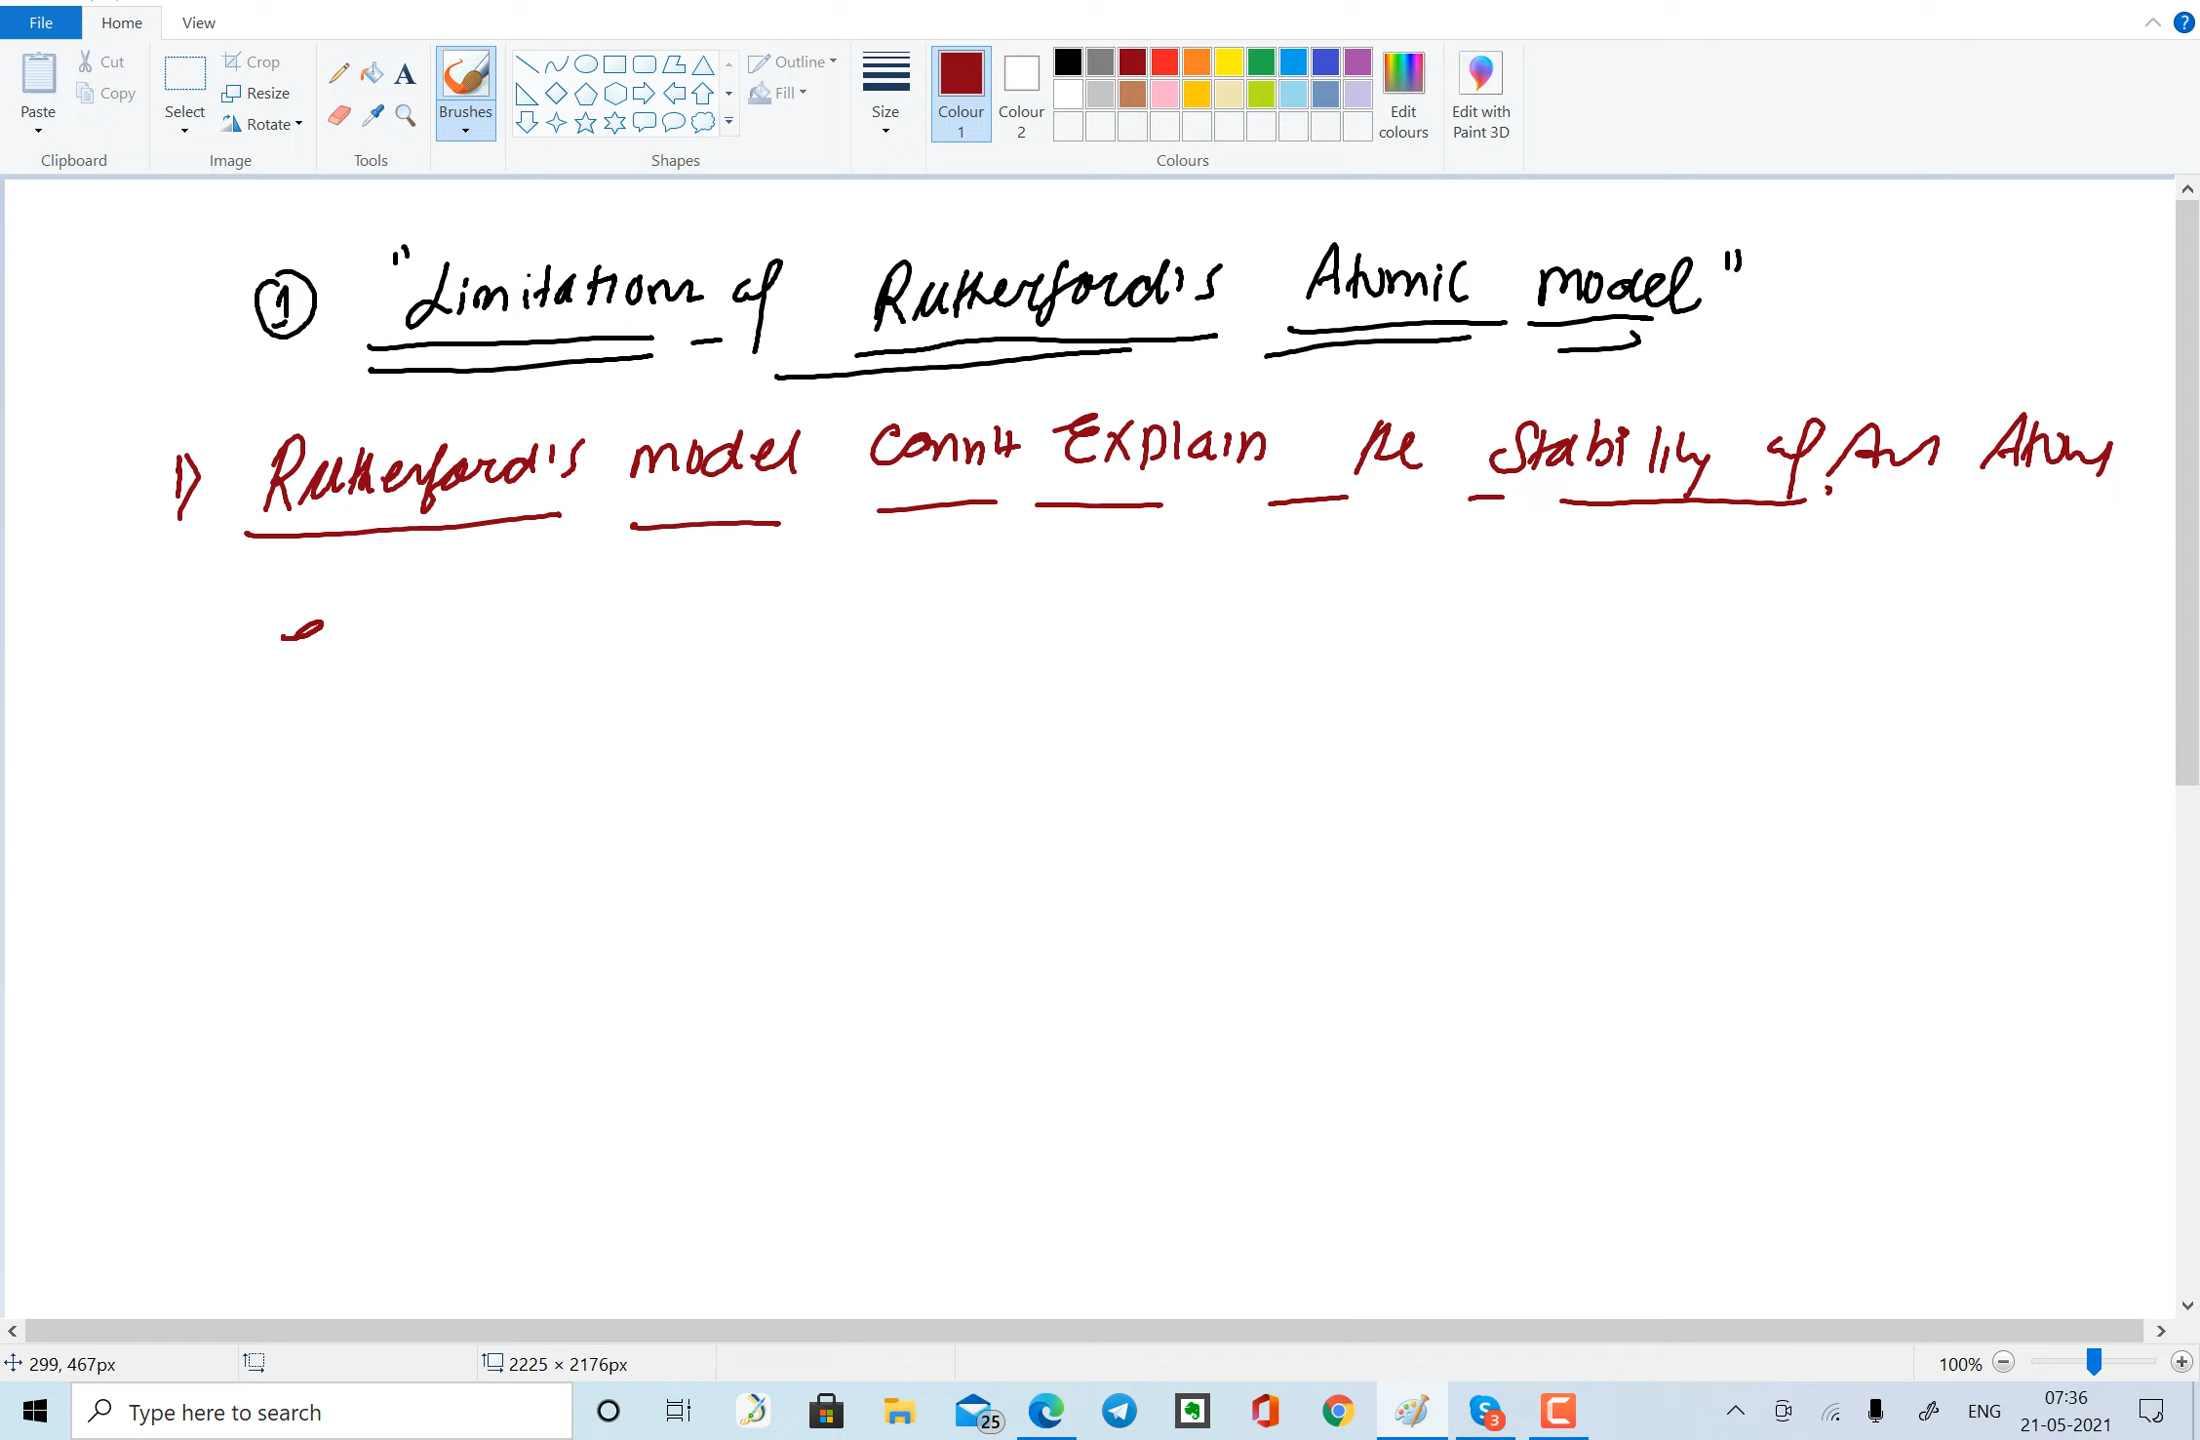 File Home View
Paste Cut Copy Clipboard
Select Crop Resize Rotate Image
Tools
Brushes
Outline Fill Shapes
Size
Colour 1 Colour 2 Edit colours Colours
Edit with Paint 3D
① "Limitations of Rutherford's Atomic model"
1) Rutherford's model Explain the Stability of An Atom
299, 467px 2225 × 2176px 100%
Type here to search 25 3 ENG 07:36
21-05-2021